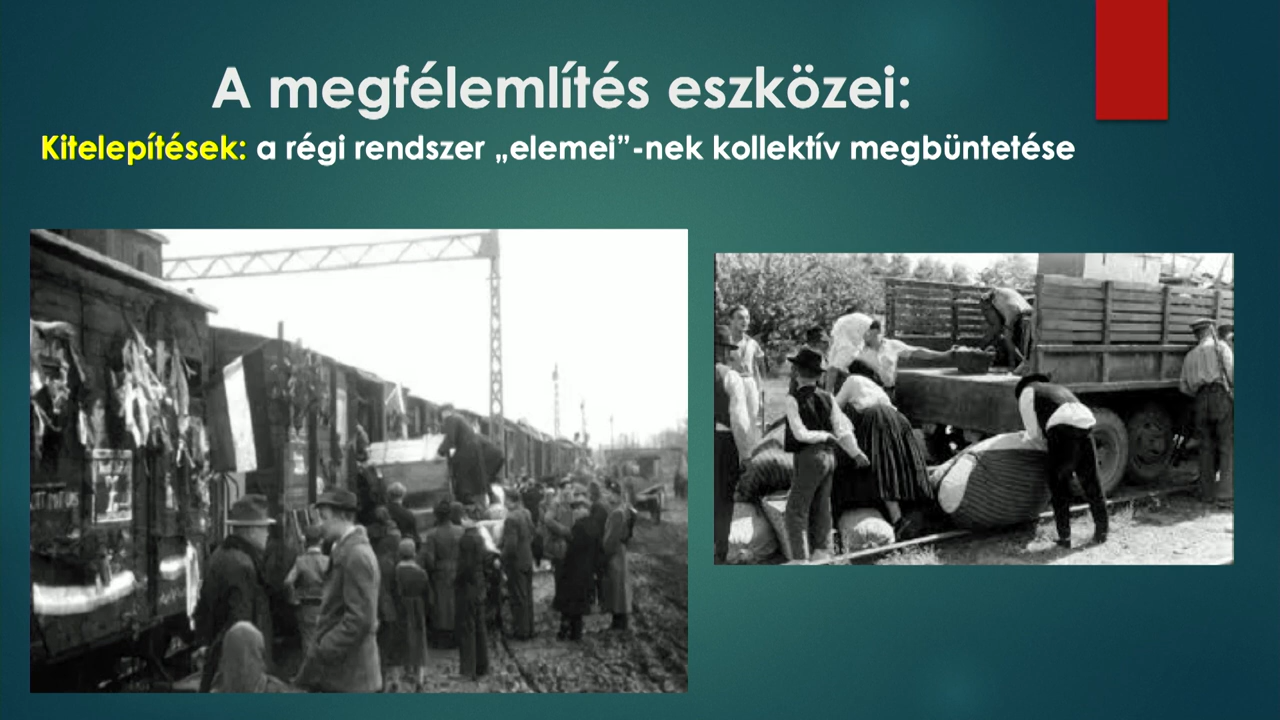 A megfélemlítés eszközei:
Kitelepítések: a régi rendszer „elemei”-nek kollektív megbüntetése